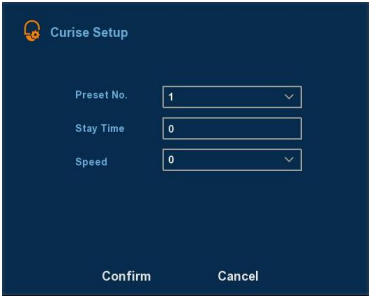 Curise Setup
Preset No. 1
Stay Time 0
Speed 0
Confirm Cancel